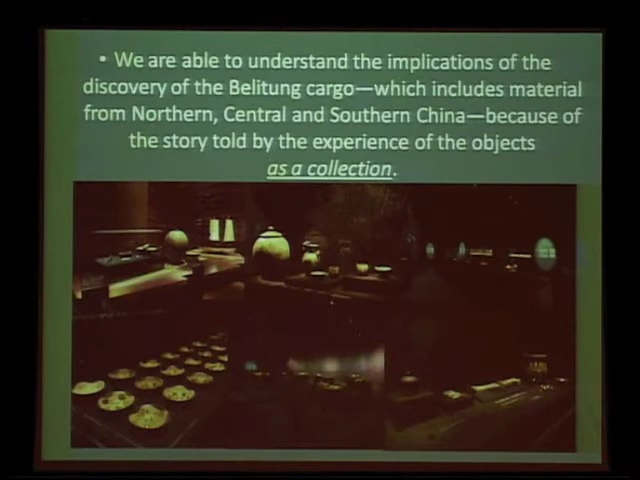 • We are able to understand the implications of the
discovery of the Belitung cargo—which includes material
from Northern, Central and Southern China—because of
the story told by the experience of the objects
as a collection.